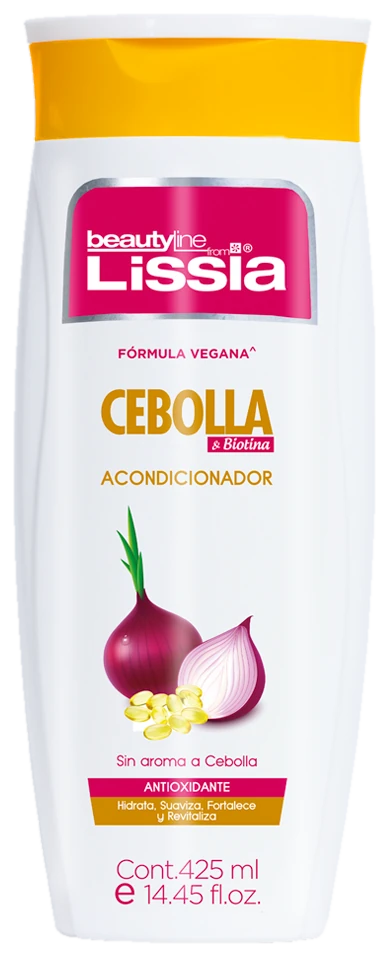 beautyline
from ®
Lissia
FÓRMULA VEGANA^
CEBOLLA
& Biotina
ACONDICIONADOR
Sin aroma a Cebolla
ANTIOXIDANTE
Hidrata, Suaviza, Fortalece
y Revitaliza
Cont.425 ml
e 14.45 fl.oz.